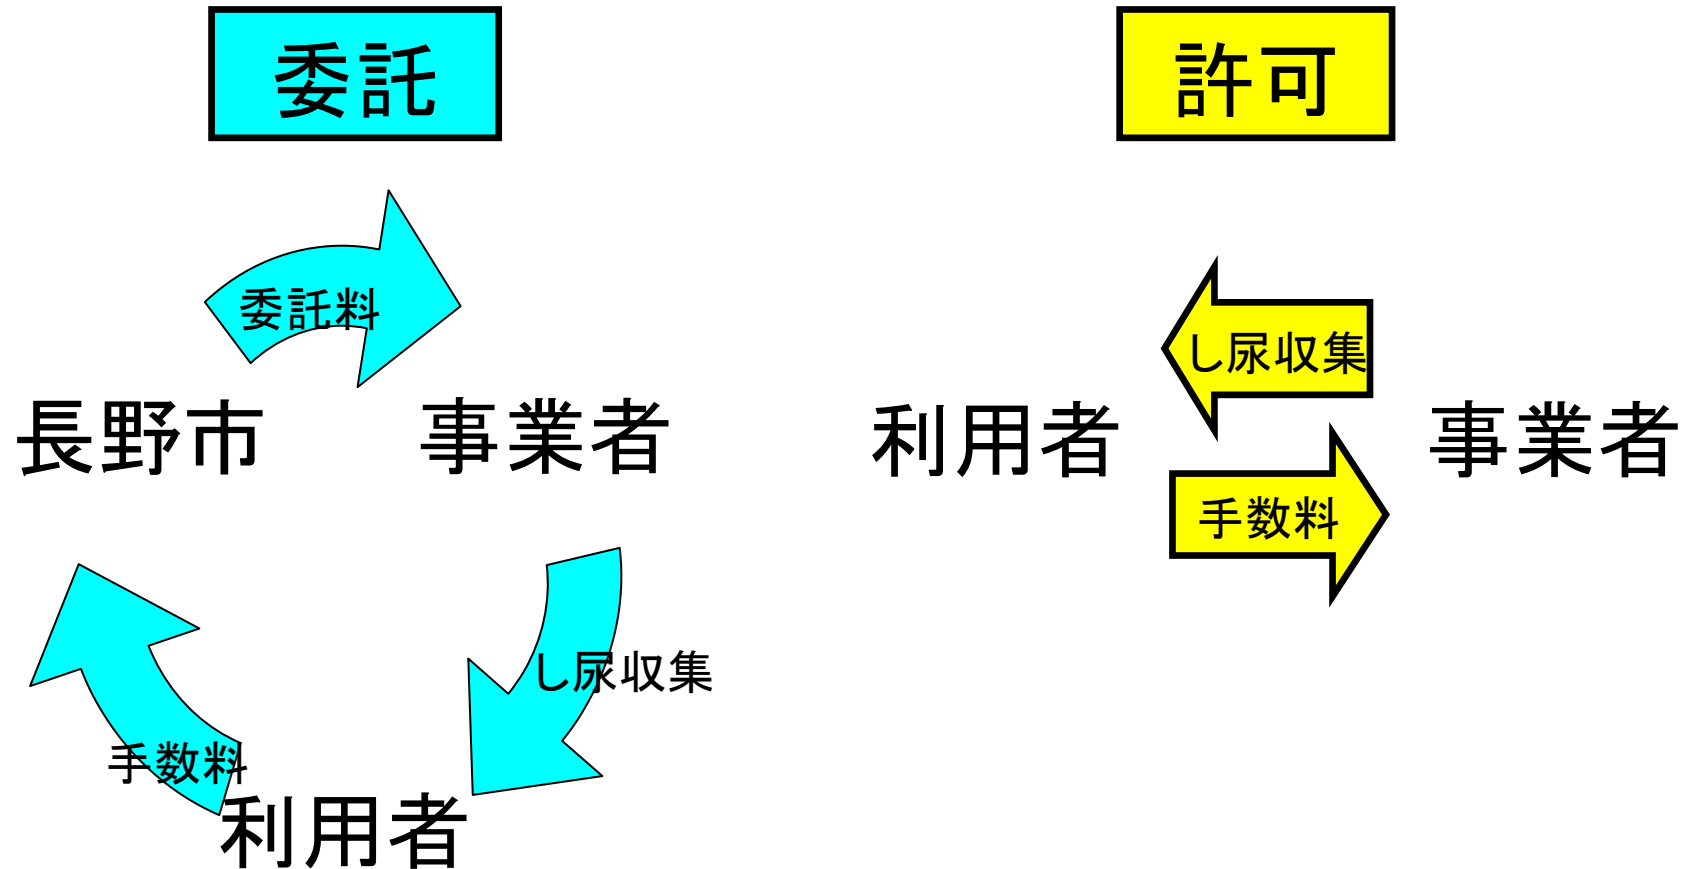 委託
委託料
長野市
事業者
し尿収集
手数料
利用者
許可
し尿収集
利用者
事業者
手数料